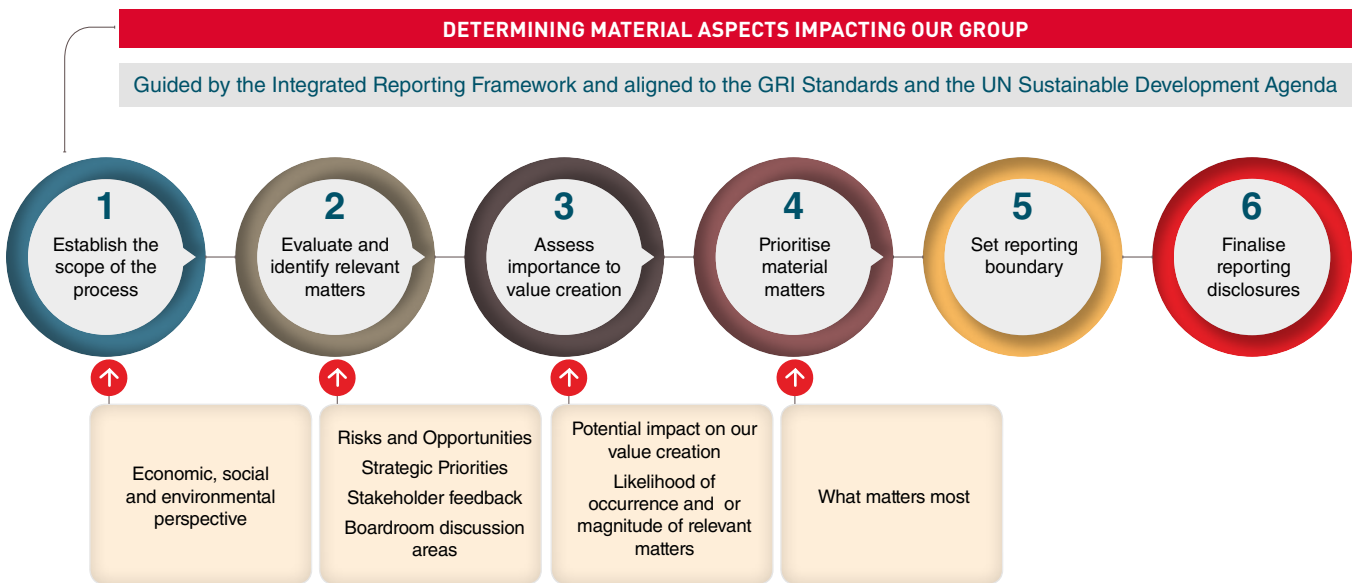 DETERMINING MATERIAL ASPECTS IMPACTING OUR GROUP
Guided by the Integrated Reporting Framework and aligned to the GRI Standards and the UN Sustainable Development Agenda
1
Establish the
scope of the
process
2
Evaluate and
identify relevant
matters
3
Assess
importance to
value creation
4
Prioritise
material
matters
5
Set reporting
boundary
6
Finalise
reporting
disclosures
Economic, social
and environmental
perspective
Risks and Opportunities
Strategic Priorities
Stakeholder feedback
Boardroom discussion
areas
Potential impact on our
value creation
Likelihood of
occurrence and or
magnitude of relevant
matters
What matters most